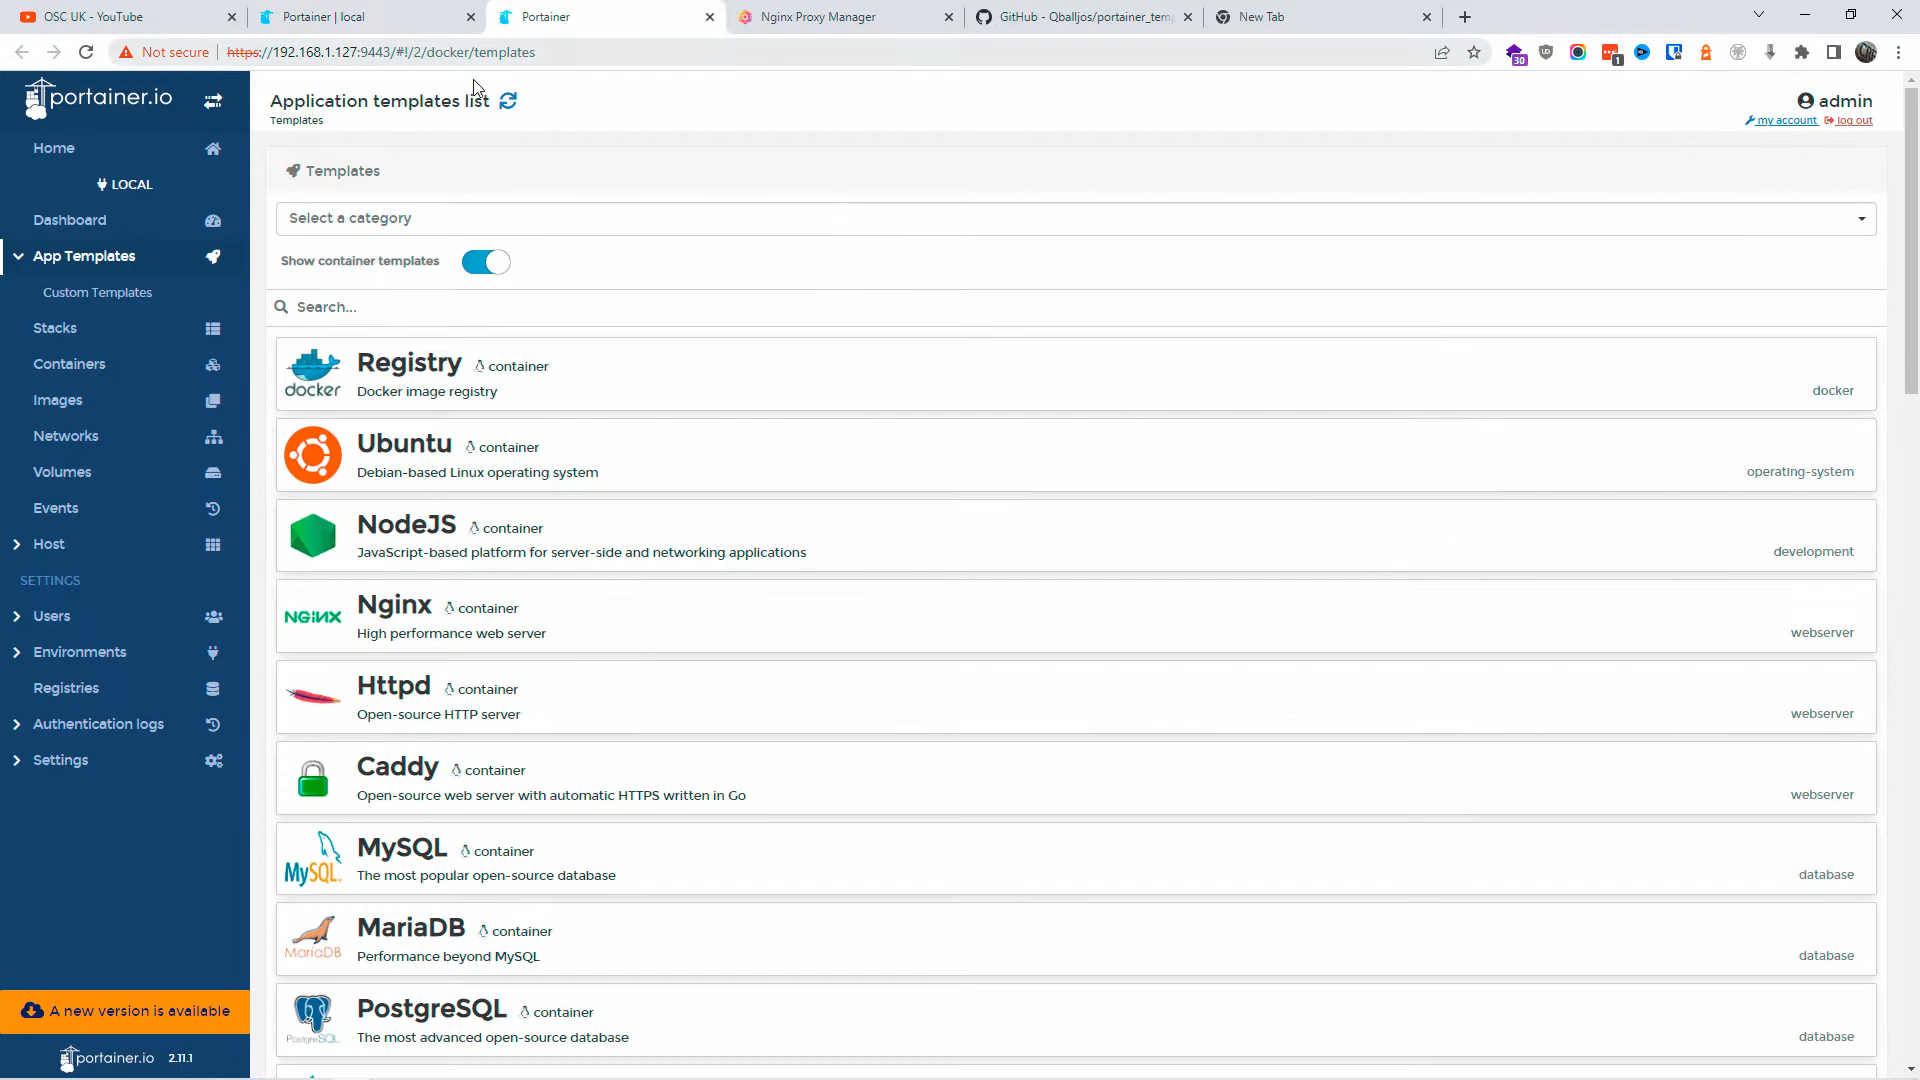 OSC UK - YouTube
Portainer | local
Portainer
Nginx Proxy Manager
GitHub - Qballjos/portainer_temp
New Tab
Not secure
https://192.168.1.127:9443/#!/2/docker/templates
30
1
portainer.io
Application templates list
Templates
admin
my account
log out
Home
LOCAL
Dashboard
App Templates
Custom Templates
Stacks
Containers
Images
Networks
Volumes
Events
Host
SETTINGS
Users
Environments
Registries
Authentication logs
Settings
A new version is available
portainer.io 2.11.1
Templates
Select a category
Show container templates
Search...
docker
Registry container
Docker image registry
docker
Ubuntu container
Debian-based Linux operating system
operating-system
NodeJS container
JavaScript-based platform for server-side and networking applications
development
NGINX
Nginx container
High performance web server
webserver
Httpd container
Open-source HTTP server
webserver
Caddy container
Open-source web server with automatic HTTPS written in Go
webserver
MySQL
MySQL container
The most popular open-source database
database
MariaDB
MariaDB container
Performance beyond MySQL
database
PostgreSQL
PostgreSQL container
The most advanced open-source database
database